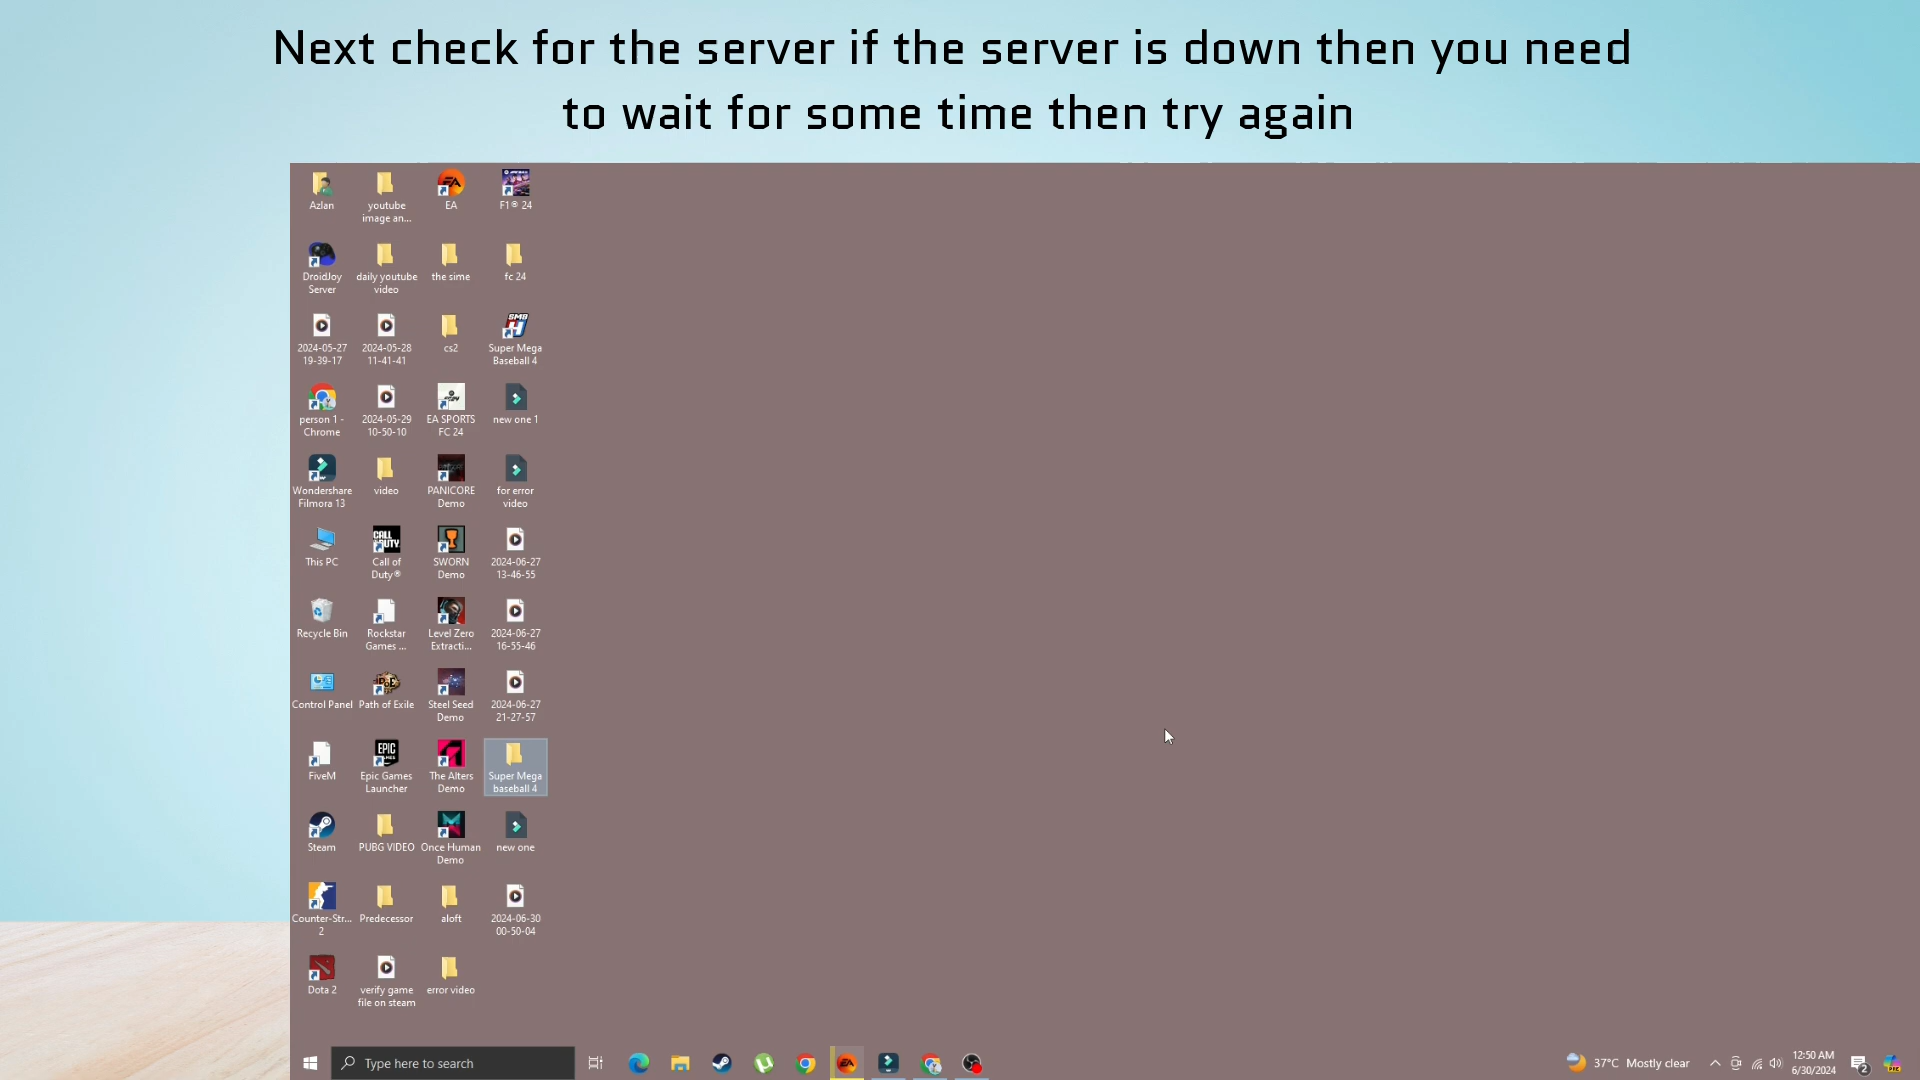 Next check for the server if the server is down then you need
to wait for some time then try again
Azlan
youtube
image an...
EA
F1® 24
DroidJoy
Server
daily youtube
video
the sime
fc 24
2024-05-27
19-39-17
2024-05-28
11-41-41
cs2
Super Mega
Baseball 4
person 1 -
Chrome
2024-05-29
10-50-10
EA SPORTS
FC 24
new one 1
Wondershare
Filmora 13
video
PANICORE
Demo
for error
video
This PC
CALL
DUTY
Call of
Duty®
SWORN
Demo
2024-06-27
13-46-55
Recycle Bin
Rockstar
Games ...
Level Zero
Extracti...
2024-06-27
16-55-46
Control Panel
Path of Exile
Steel Seed
Demo
2024-06-27
21-27-57
FiveM
EPIC
Epic Games
Launcher
The Alters
Demo
Super Mega
baseball 4
Steam
PUBG VIDEO
Once Human
Demo
new one
Counter-Str...
2
Predecessor
aloft
2024-06-30
00-50-04
Dota 2
verify game
file on steam
error video
Type here to search
37°C Mostly clear
12:50 AM
6/30/2024
2